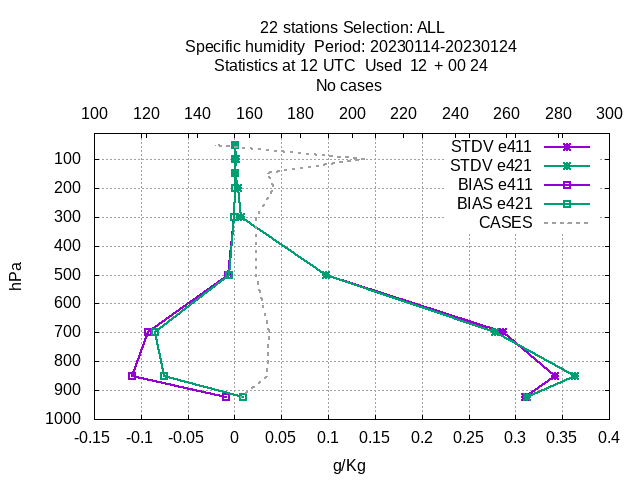 22 stations Selection: ALL
Specific humidity  Period: 20230114-20230124
Statistics at 12 UTC  Used  12  + 00 24
No cases
100 120 140 160 180 200 220 240 260 280 300
STDV e411
STDV e421
BIAS e411
BIAS e421
CASES
hPa
100
200
300
400
500
600
700
800
900
1000
-0.15 -0.1 -0.05 0 0.05 0.1 0.15 0.2 0.25 0.3 0.35 0.4
g/Kg